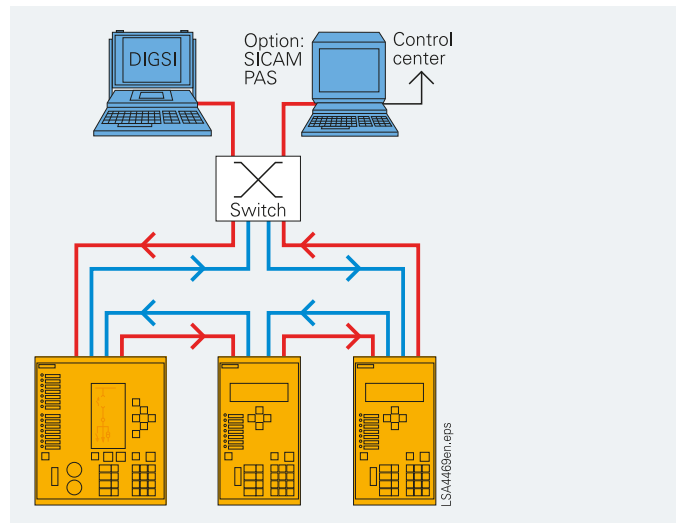 DIGSI
Option:
SICAM
PAS
Control
center
Switch
LSA4469en.eps